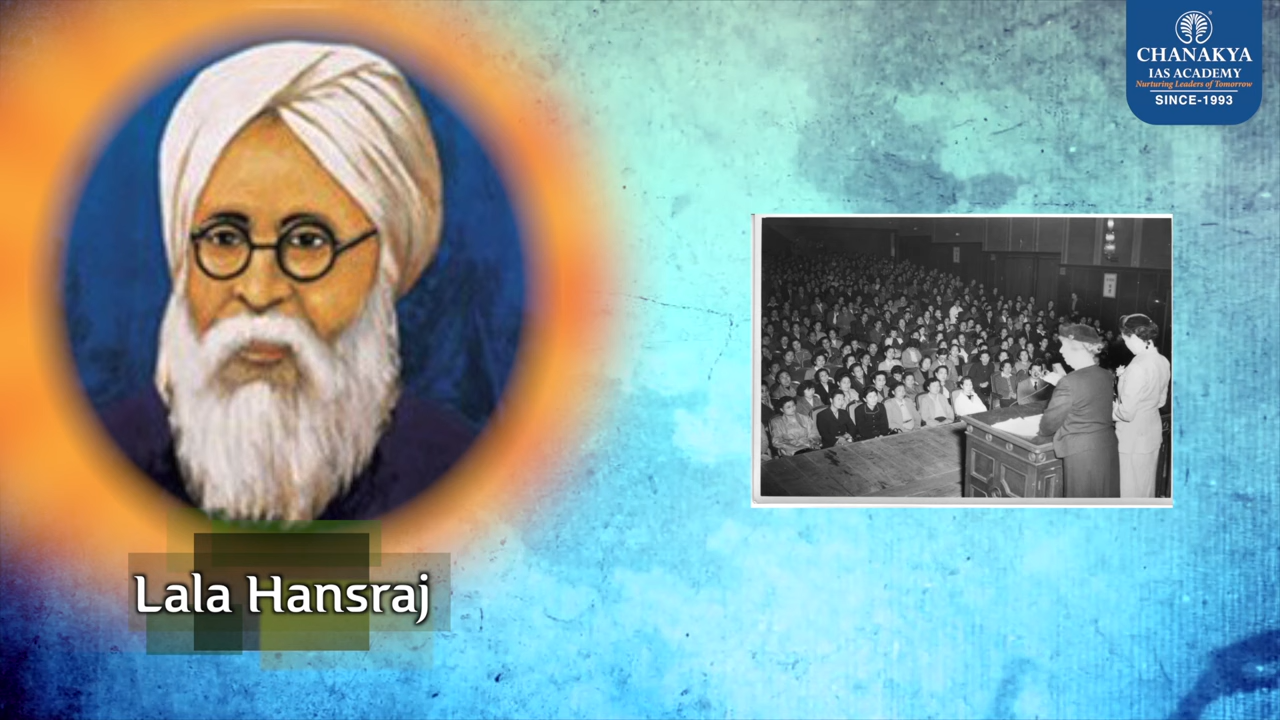 CHANAKYA
IAS ACADEMY
Nurturing Leaders of Tomorrow
SINCE-1993
Lala Hansraj